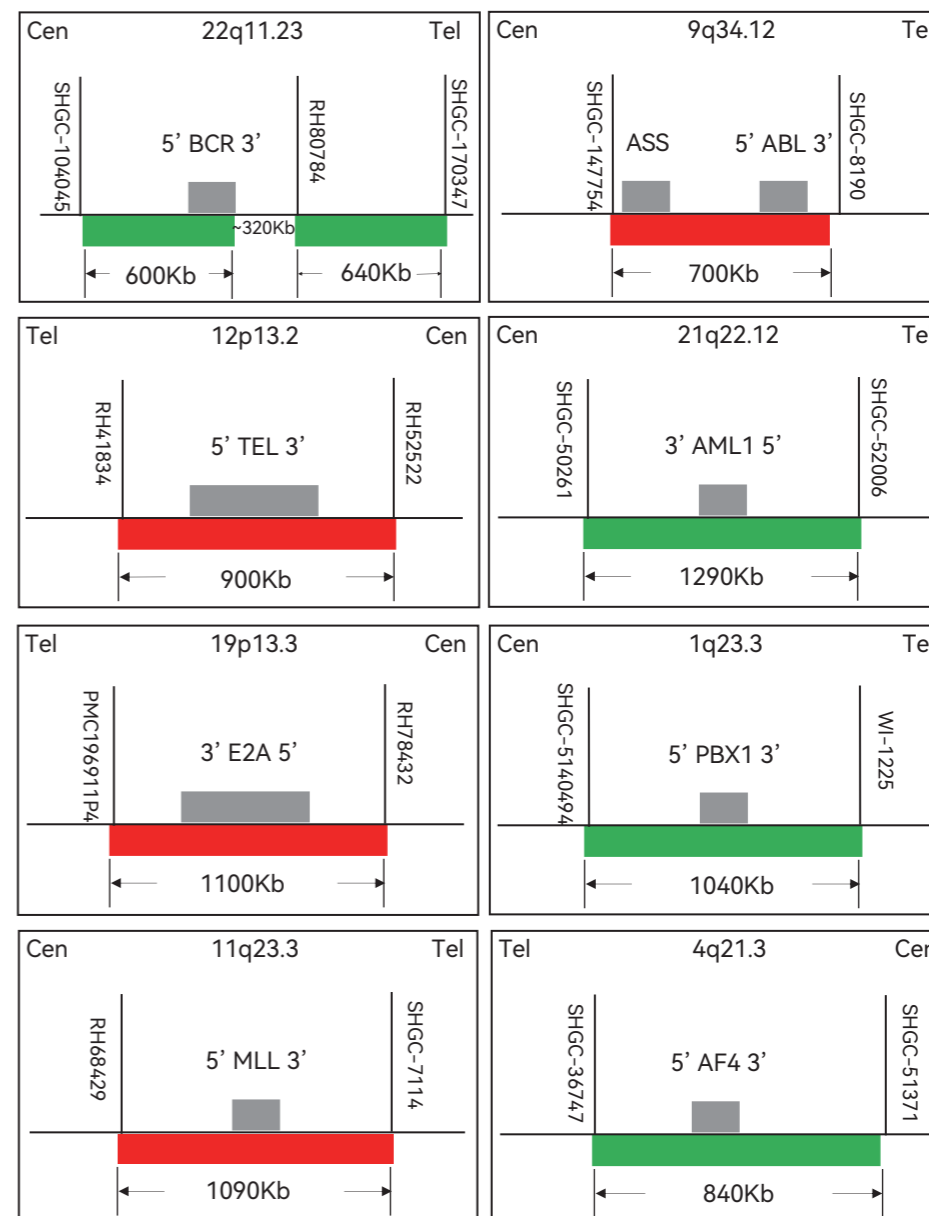 Cen 22q11.23 Tel
SHGC-104045
5’ BCR 3’
RH80784
SHGC-170347
~320Kb
600Kb
640Kb
Cen 9q34.12 Te
SHGC-147754
ASS
5’ ABL 3’
SHGC-8190
700Kb
Tel 12p13.2 Cen
RH41834
5’ TEL 3’
RH52522
900Kb
Cen 21q22.12 Te
SHGC-50261
3’ AML1 5’
SHGC-52006
1290Kb
Tel 19p13.3 Cen
PMC196911P4
3’ E2A 5’
RH78432
1100Kb
Cen 1q23.3 Te
SHGC-5140494
5’ PBX1 3’
WI-1225
1040Kb
Cen 11q23.3 Tel
RH68429
5’ MLL 3’
SHGC-7114
1090Kb
Tel 4q21.3 Cen
SHGC-36747
5’ AF4 3’
SHGC-51371
840Kb